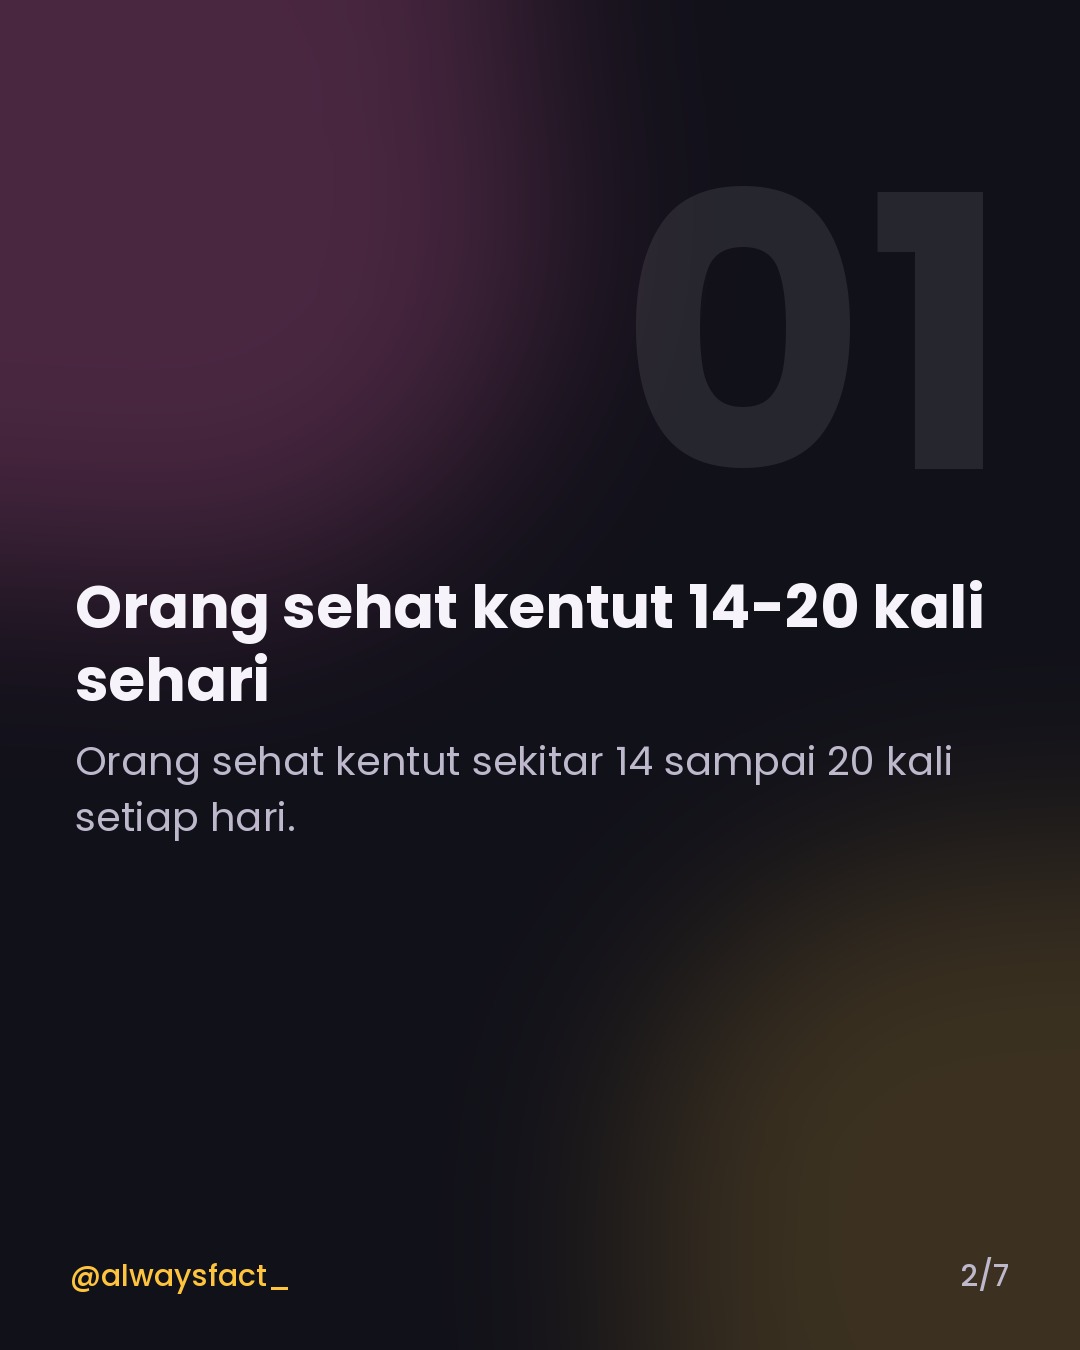 01
Orang sehat kentut 14-20 kali
sehari
Orang sehat kentut sekitar 14 sampai 20 kali
setiap hari.
@alwaysfact_
2/7